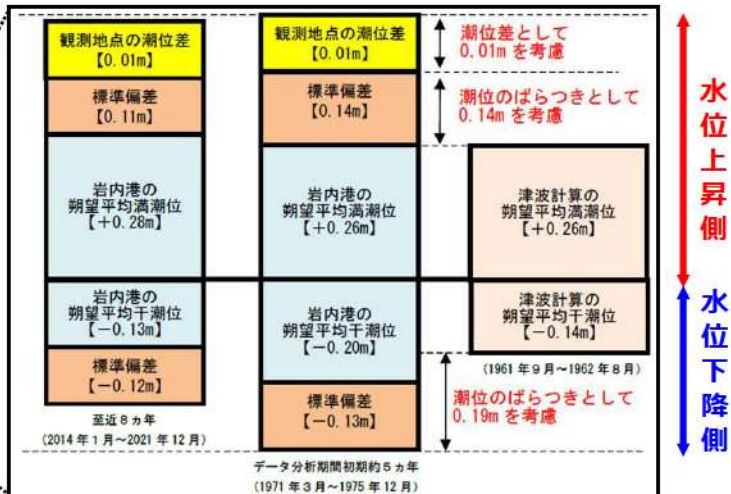 観測地点の潮位差
【0.01m】
標準偏差
【0.11m】
岩内港の
朔望平均満潮位
【＋0.28m】
岩内港の
朔望平均干潮位
【－0.13m】
標準偏差
【－0.12m】
至近８ヵ年
(2014年1月～2021年12月)
観測地点の潮位差
【0.01m】
標準偏差
【0.14m】
岩内港の
朔望平均満潮位
【＋0.26m】
岩内港の
朔望平均干潮位
【－0.20m】
標準偏差
【－0.13m】
データ分析期間初期約５ヵ年
(1971年3月～1975年12月)
潮位差として
0.01mを考慮
潮位のばらつきとして
0.14mを考慮
津波計算の
朔望平均満潮位
【＋0.26m】
津波計算の
朔望平均干潮位
【－0.14m】
(1961年9月～1962年8月)
潮位のばらつきとして
0.19mを考慮
水位上昇側
水位下降側